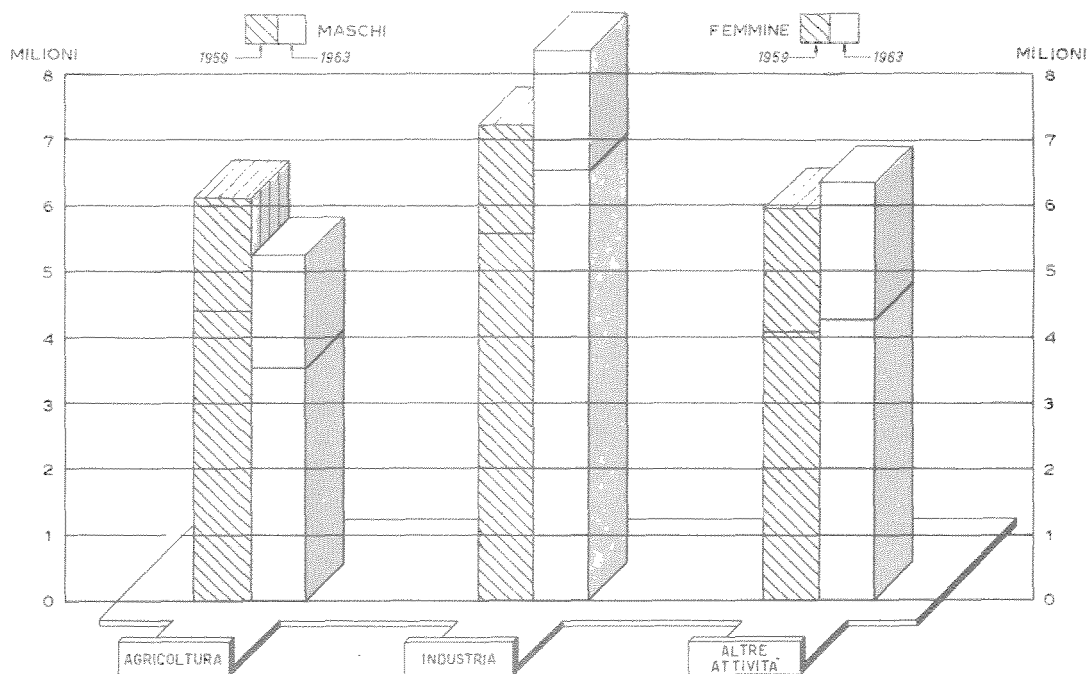 MASCHI
1959 1963
FEMMINE
1959 1963
MILIONI
MILIONI
8 8
7 7
6 6
5 5
4 4
3 3
2 2
1 1
0 0
AGRICOLTURA
INDUSTRIA
ALTRE
ATTIVITA'